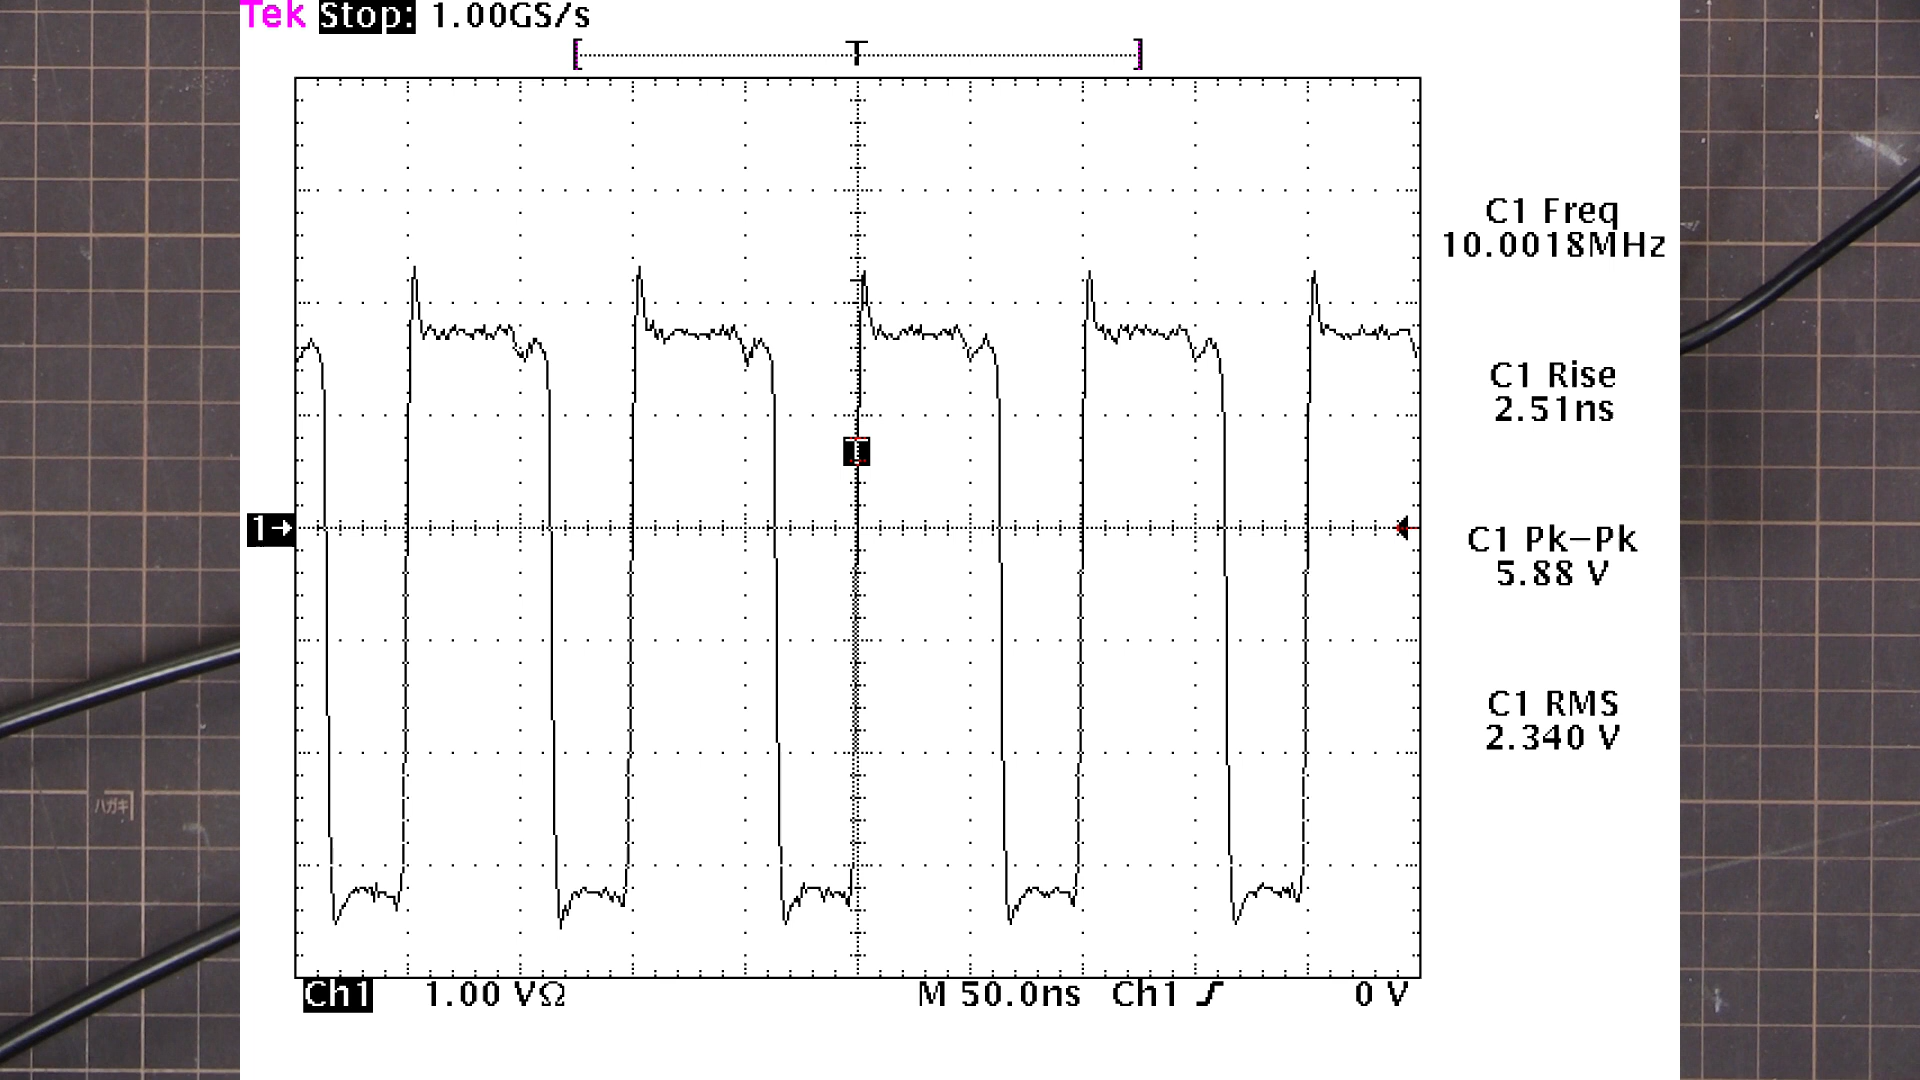 Tek Stop: 1.00GS/s
T
C1 Freq
10.0018MHz
C1 Rise
2.51ns
T
1→
C1 Pk-Pk
5.88 V
C1 RMS
2.340 V
ハガキ
Ch1 1.00 VΩ M 50.0ns Ch1 0 V